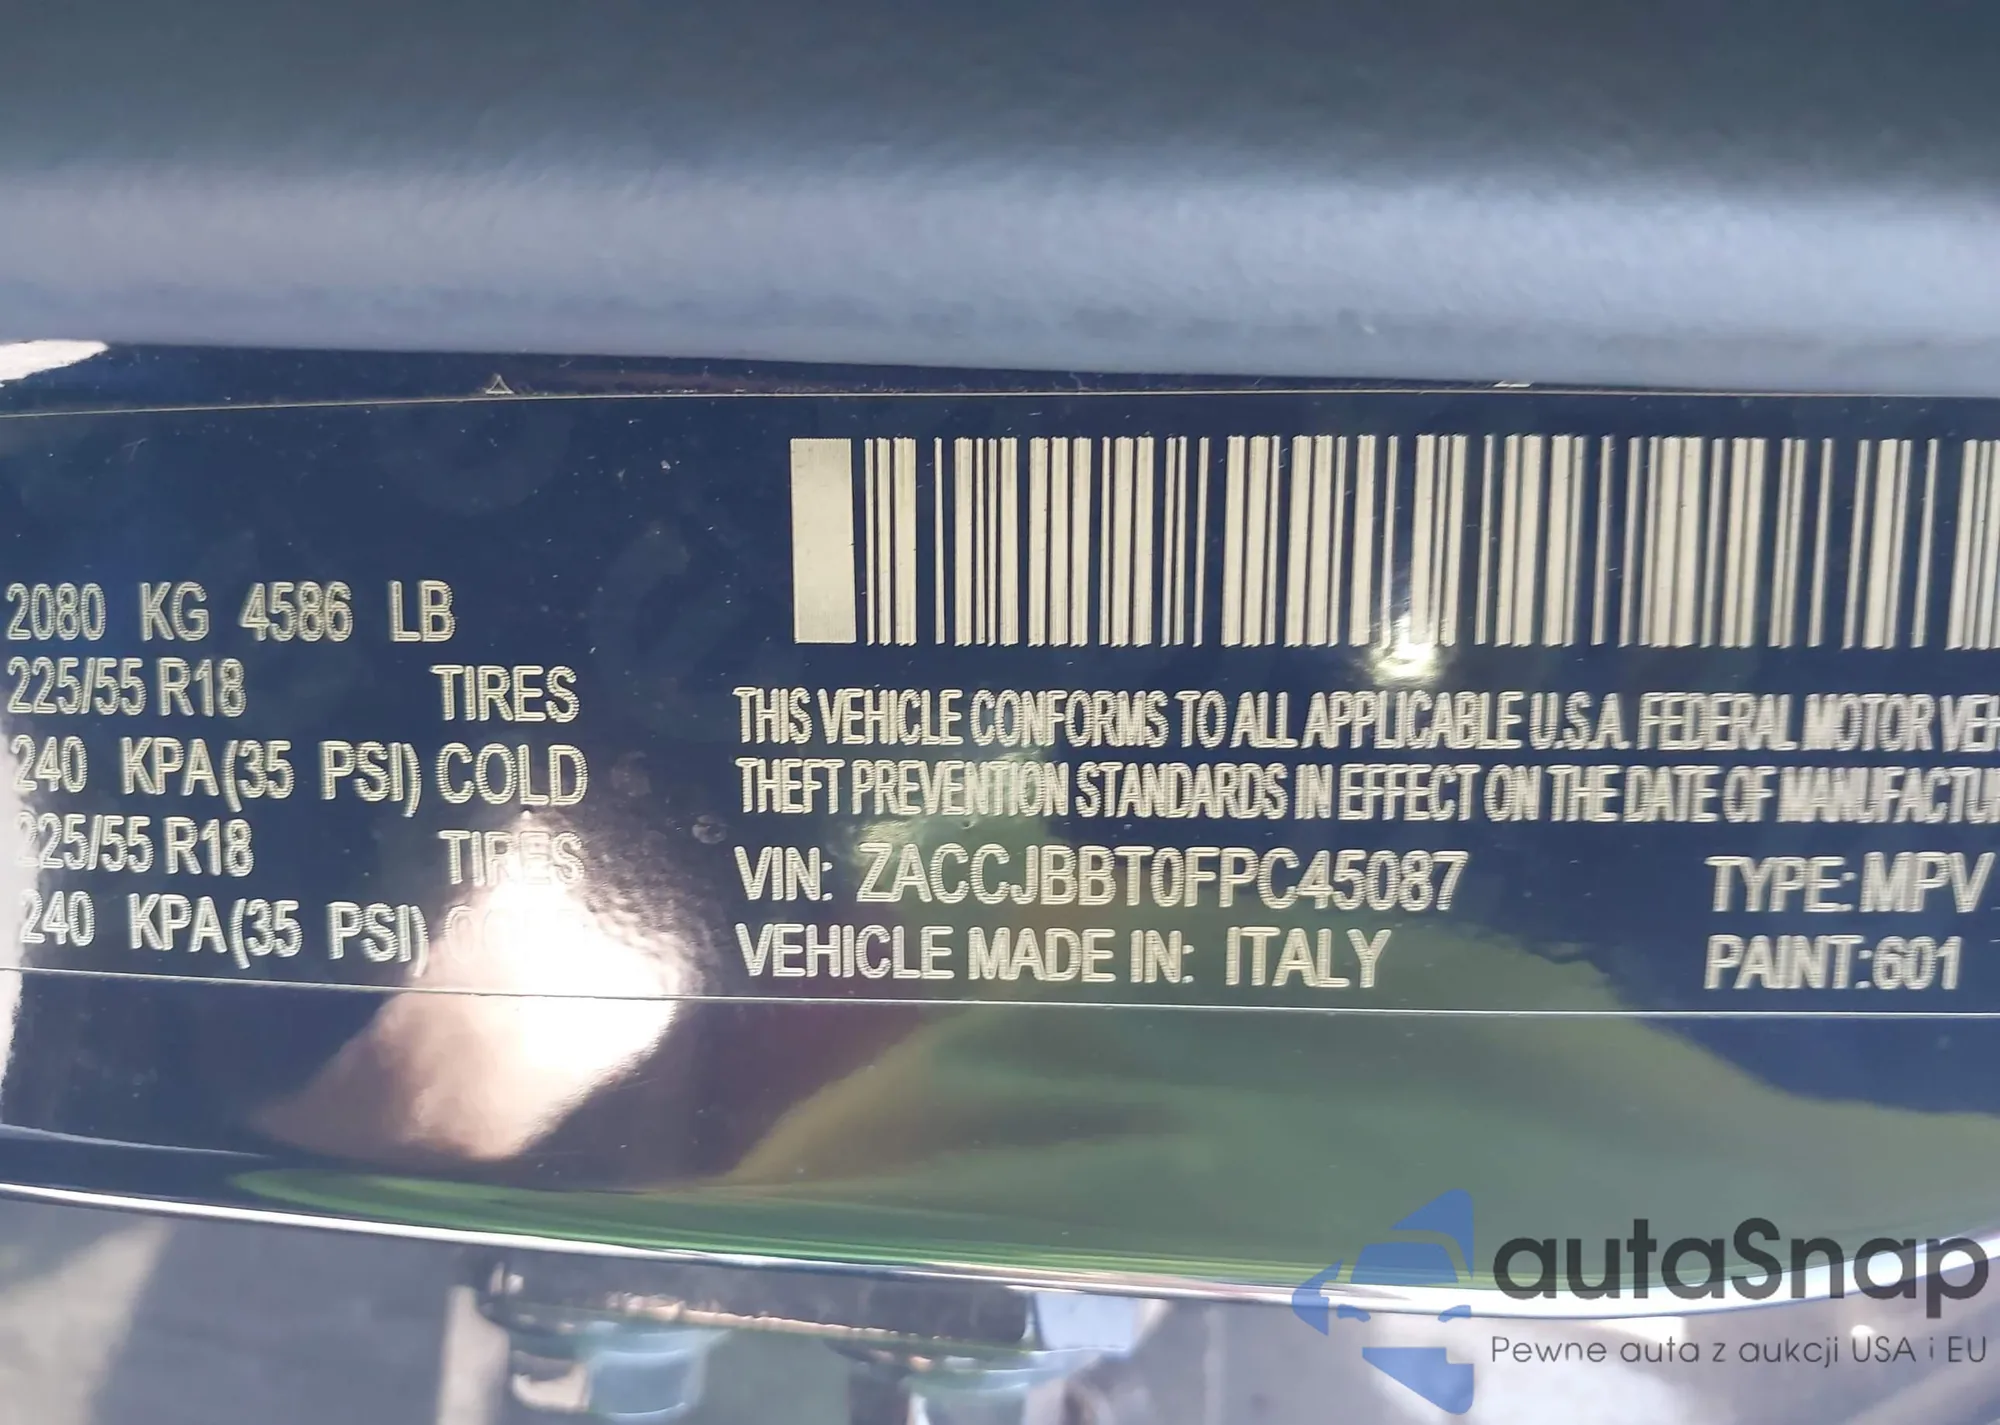 2080 KG 4586 LB
225/55 R18 TIRES
240 KPA(35 PSI) COLD
225/55 R18 TIRES
240 KPA(35 PSI)
THIS VEHICLE CONFORMS TO ALL APPLICABLE U.S.A. FEDERAL MOTOR VEH
THEFT PREVENTION STANDARDS IN EFFECT ON THE DATE OF MANUFACTU
VIN: ZACCJBBT0FPC45087 TYPE: MPV
VEHICLE MADE IN: ITALY PAINT:601
autaSnap
Pewne auta z aukcji USA i EU